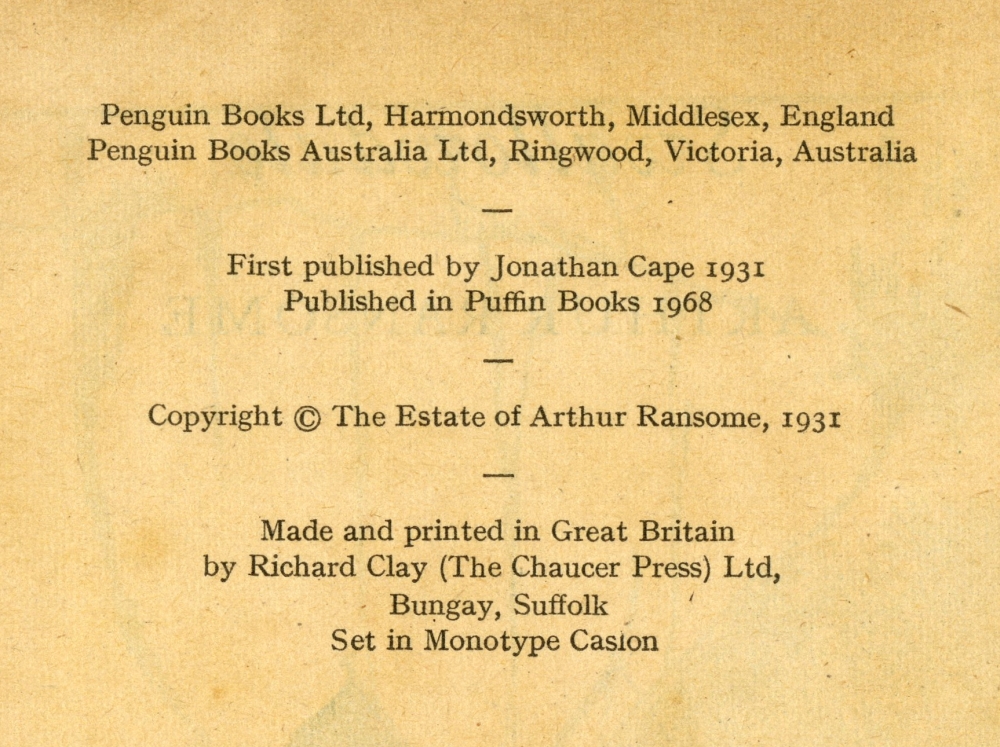 Penguin Books Ltd, Harmondsworth, Middlesex, England
Penguin Books Australia Ltd, Ringwood, Victoria, Australia
—
First published by Jonathan Cape 1931
Published in Puffin Books 1968
—
Copyright © The Estate of Arthur Ransome, 1931
—
Made and printed in Great Britain
by Richard Clay (The Chaucer Press) Ltd,
Bungay, Suffolk
Set in Monotype Caslon